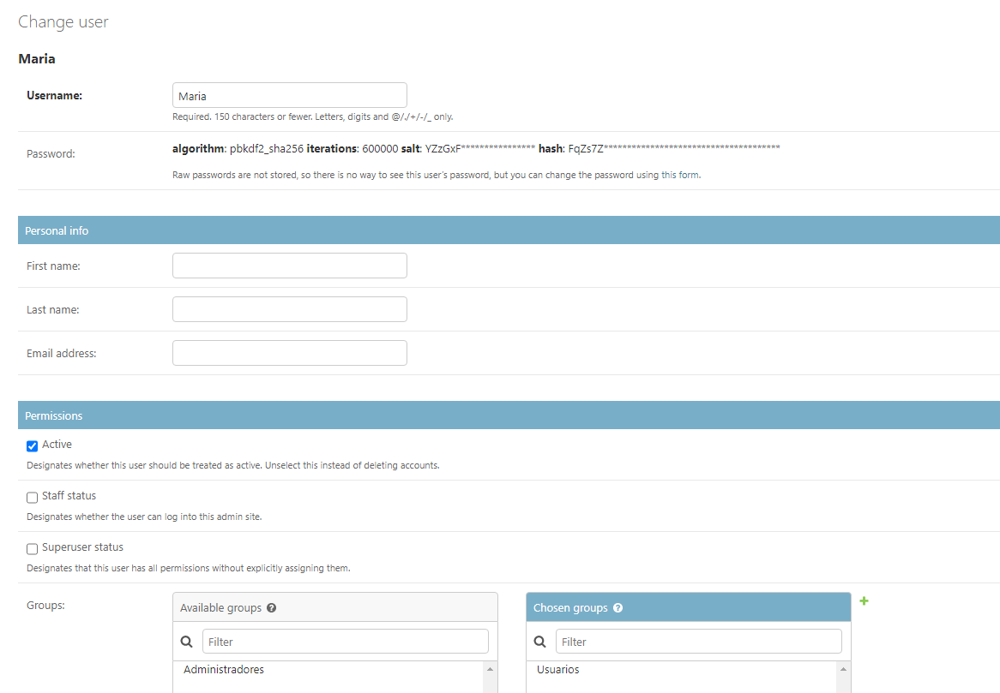 Change user
Maria
Username: Maria
Required. 150 characters or fewer. Letters, digits and @/./+/-/_ only.
Password: algorithm: pbkdf2_sha256 iterations: 600000 salt: YZzGxF**************** hash: FqZs7Z**************************************
Raw passwords are not stored, so there is no way to see this user's password, but you can change the password using this form.
Personal info
First name:
Last name:
Email address:
Permissions
Active
Designates whether this user should be treated as active. Unselect this instead of deleting accounts.
Staff status
Designates whether the user can log into this admin site.
Superuser status
Designates that this user has all permissions without explicitly assigning them.
Groups: Available groups ? Chosen groups ?
Filter Filter
Administradores Usuarios